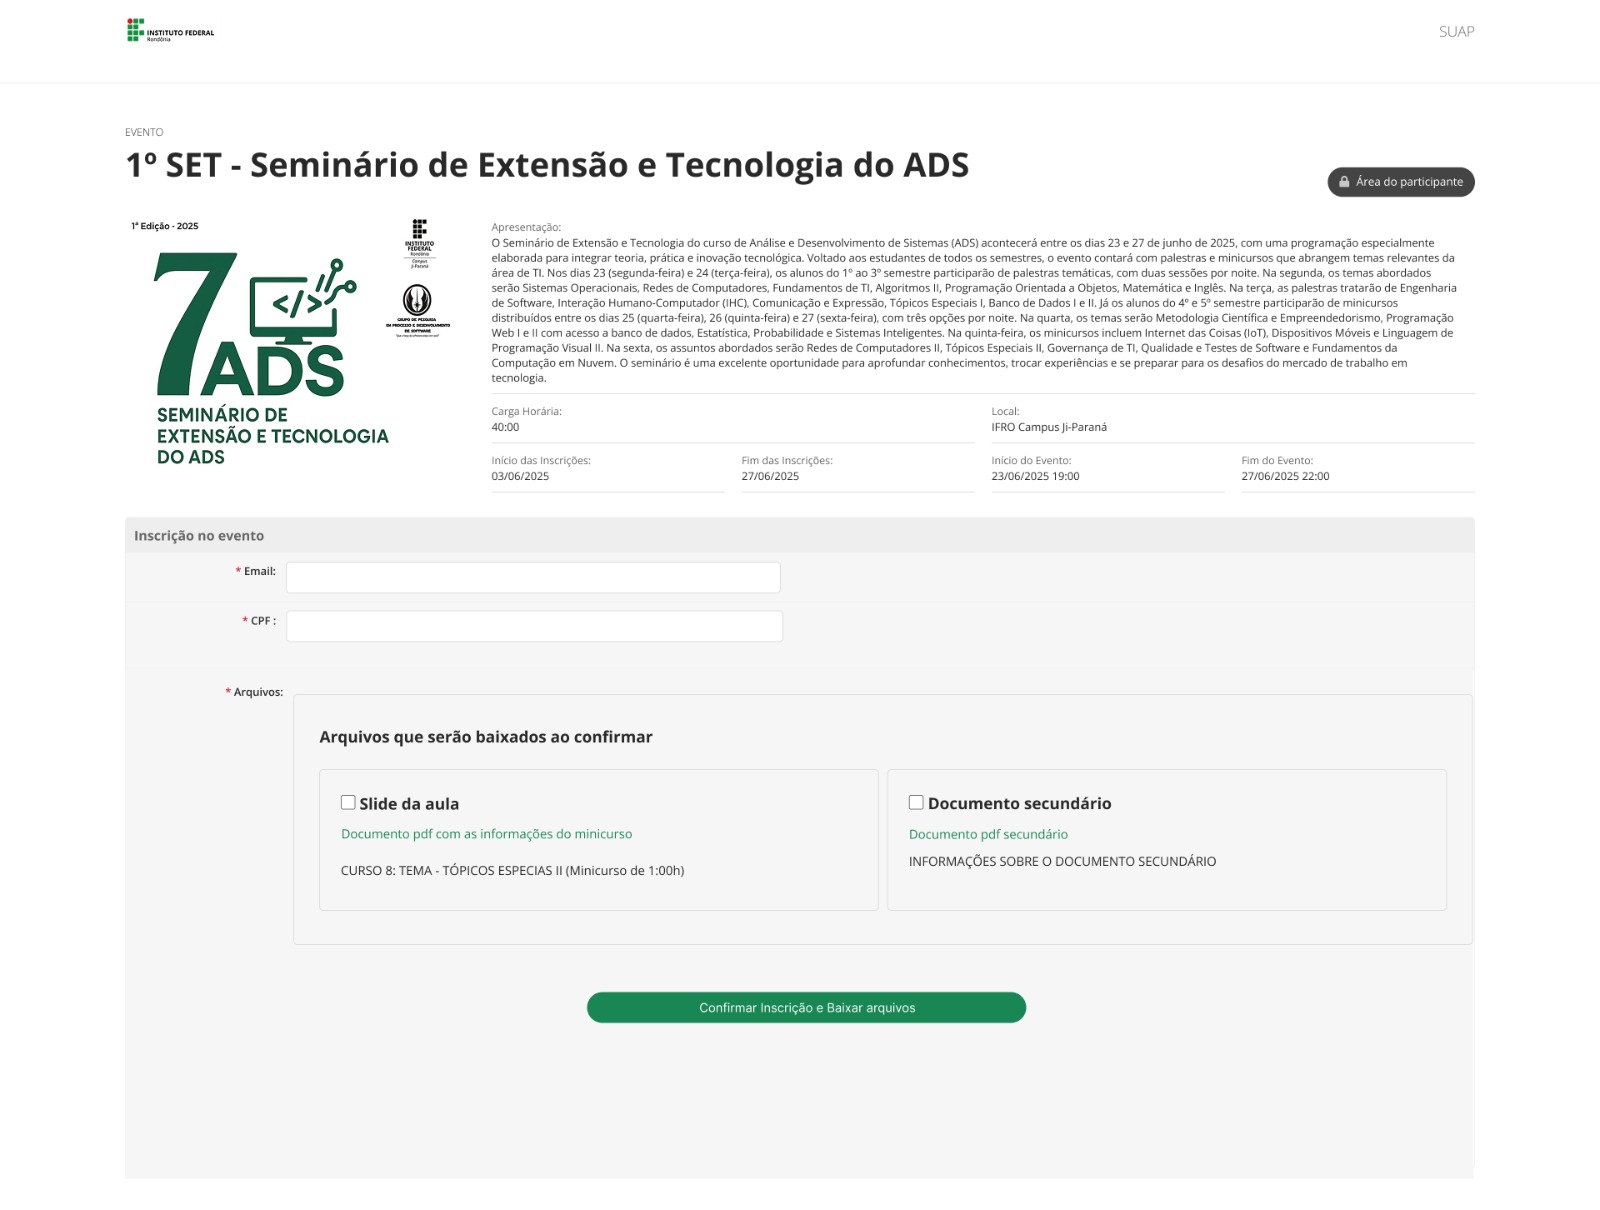 INSTITUTO FEDERAL
Rondônia
SUAP
EVENTO
1º SET - Seminário de Extensão e Tecnologia do ADS
Área do participante
1ª Edição - 2025
INSTITUTO
FEDERAL
Rondônia
Campus
Ji-Paraná
7
</>
ADS
GRUPO DE PESQUISA
EM PROCESSO E DESENVOLVIMENTO
DE SOFTWARE
SEMINÁRIO DE
EXTENSÃO E TECNOLOGIA
DO ADS
Apresentação:
O Seminário de Extensão e Tecnologia do curso de Análise e Desenvolvimento de Sistemas (ADS) acontecerá entre os dias 23 e 27 de junho de 2025, com uma programação especialmente
elaborada para integrar teoria, prática e inovação tecnológica. Voltado aos estudantes de todos os semestres, o evento contará com palestras e minicursos que abrangem temas relevantes da
área de TI. Nos dias 23 (segunda-feira) e 24 (terça-feira), os alunos do 1º ao 3º semestre participarão de palestras temáticas, com duas sessões por noite. Na segunda, os temas abordados
serão Sistemas Operacionais, Redes de Computadores, Fundamentos de TI, Algoritmos II, Programação Orientada a Objetos, Matemática e Inglês. Na terça, as palestras tratarão de Engenharia
de Software, Interação Humano-Computador (IHC), Comunicação e Expressão, Tópicos Especiais I, Banco de Dados I e II. Já os alunos do 4º e 5º semestre participarão de minicursos
distribuídos entre os dias 25 (quarta-feira), 26 (quinta-feira) e 27 (sexta-feira), com três opções por noite. Na quarta, os temas serão Metodologia Científica e Empreendedorismo, Programação
Web I e II com acesso a banco de dados, Estatística, Probabilidade e Sistemas Inteligentes. Na quinta-feira, os minicursos incluem Internet das Coisas (IoT), Dispositivos Móveis e Linguagem de
Programação Visual II. Na sexta, os assuntos abordados serão Redes de Computadores II, Tópicos Especiais II, Governança de TI, Qualidade e Testes de Software e Fundamentos da
Computação em Nuvem. O seminário é uma excelente oportunidade para aprofundar conhecimentos, trocar experiências e se preparar para os desafios do mercado de trabalho em
tecnologia.
Carga Horária:
40:00
Local:
IFRO Campus Ji-Paraná
Início das Inscrições:
03/06/2025
Fim das Inscrições:
27/06/2025
Início do Evento:
23/06/2025 19:00
Fim do Evento:
27/06/2025 22:00
Inscrição no evento
* Email:
* CPF :
* Arquivos:
Arquivos que serão baixados ao confirmar
Slide da aula
Documento pdf com as informações do minicurso
CURSO 8: TEMA - TÓPICOS ESPECIAS II (Minicurso de 1:00h)
Documento secundário
Documento pdf secundário
INFORMAÇÕES SOBRE O DOCUMENTO SECUNDÁRIO
Confirmar Inscrição e Baixar arquivos